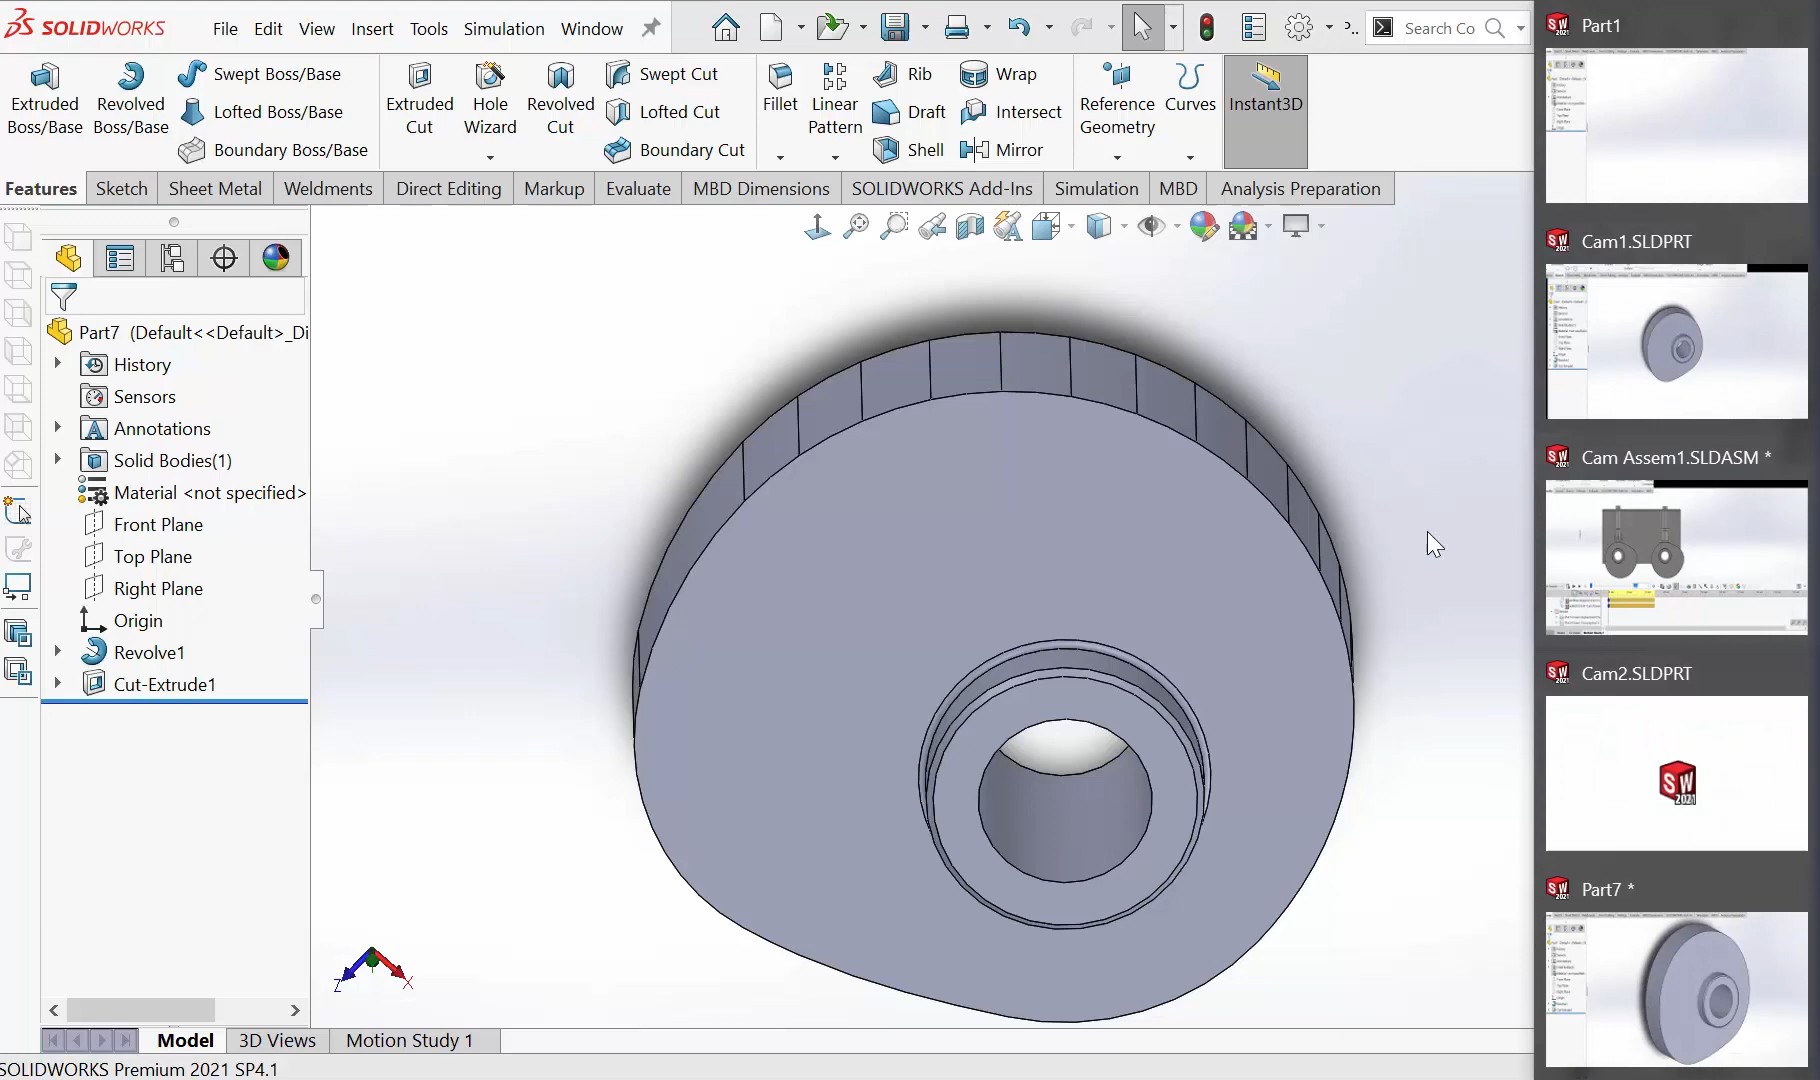 SOLIDWORKS File Edit View Insert Tools Simulation Window Search Co
Extruded Boss/Base
Revolved Boss/Base
Swept Boss/Base
Lofted Boss/Base
Boundary Boss/Base
Extruded Cut
Hole Wizard
Revolved Cut
Swept Cut
Lofted Cut
Boundary Cut
Fillet
Linear Pattern
Rib
Draft
Shell
Wrap
Intersect
Mirror
Reference Geometry
Curves
Instant3D
Features Sketch Sheet Metal Weldments Direct Editing Markup Evaluate MBD Dimensions SOLIDWORKS Add-Ins Simulation MBD Analysis Preparation
Part7 (Default<<Default>_Di
History
Sensors
Annotations
Solid Bodies(1)
Material <not specified>
Front Plane
Top Plane
Right Plane
Origin
Revolve1
Cut-Extrude1
Z X
Model 3D Views Motion Study 1
SOLIDWORKS Premium 2021 SP4.1
Part1
Cam1.SLDPRT
Cam Assem1.SLDASM *
Cam2.SLDPRT
SW 2021
Part7 *